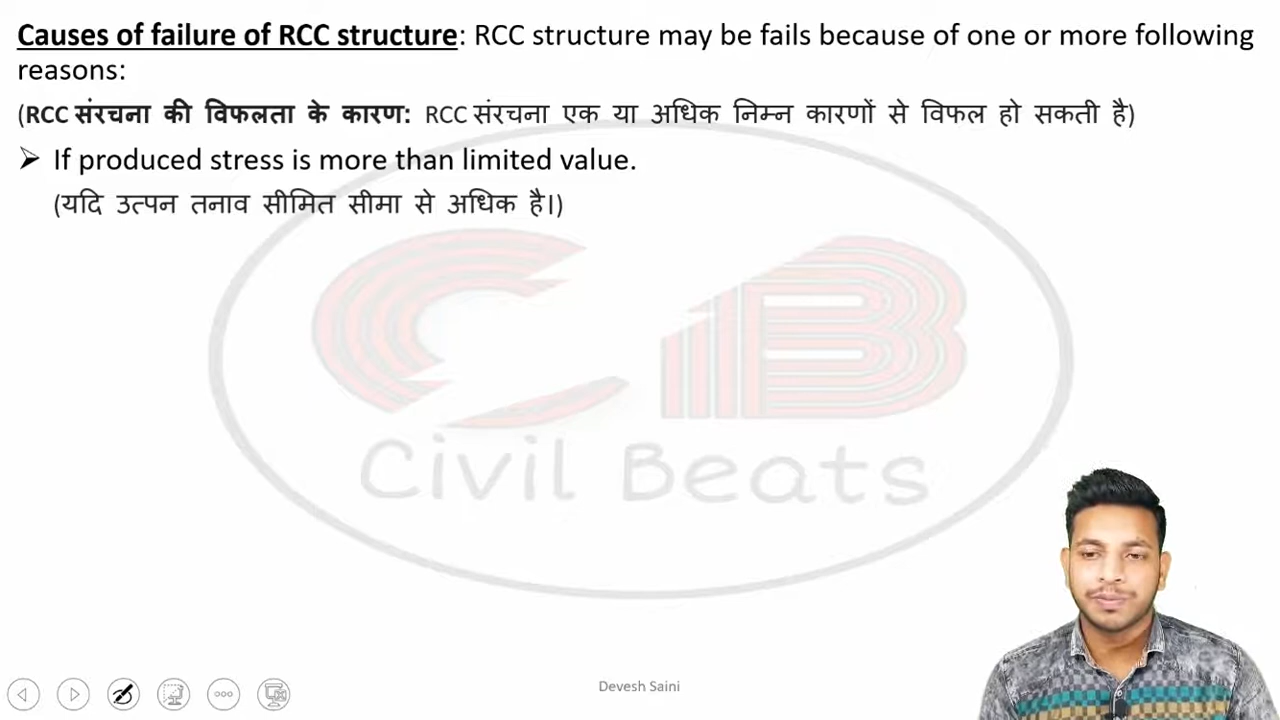 Causes of failure of RCC structure: RCC structure may be fails because of one or more following
reasons:
(RCC संरचना की विफलता के कारण: RCC संरचना एक या अधिक निम्न कारणों से विफल हो सकती है)
➤ If produced stress is more than limited value.
(यदि उत्पन तनाव सीमित सीमा से अधिक है।)
CB
Civil Beats
Devesh Saini